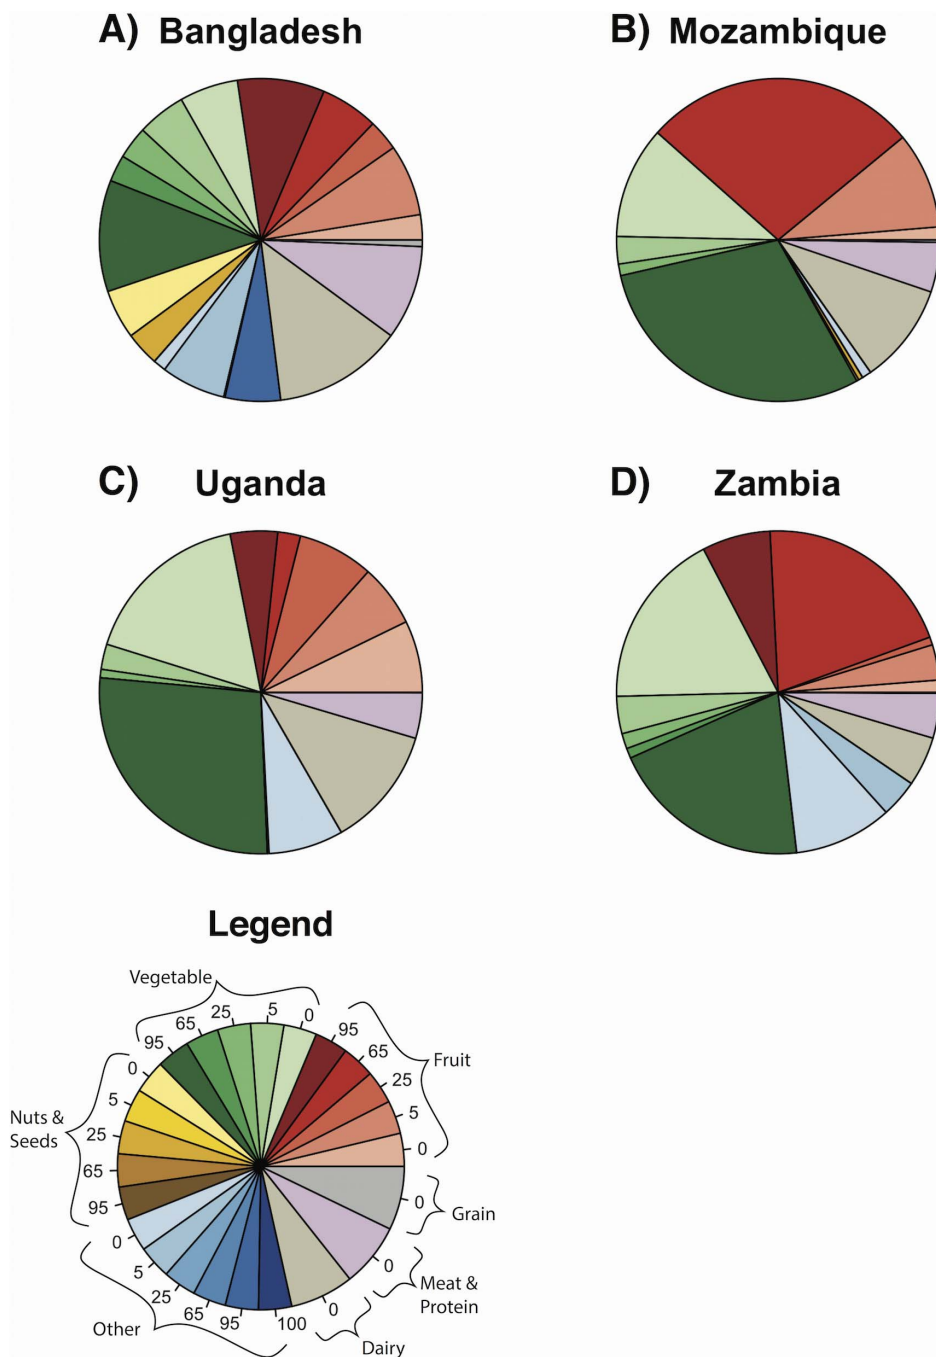 A) Bangladesh
B) Mozambique
C) Uganda
D) Zambia
Legend
Vegetable
95
65
25
5
0
Fruit
95
65
25
5
0
Nuts &
Seeds
0
5
25
65
95
Grain
0
Meat &
Protein
0
Dairy
0
Other
0
5
25
65
95
100